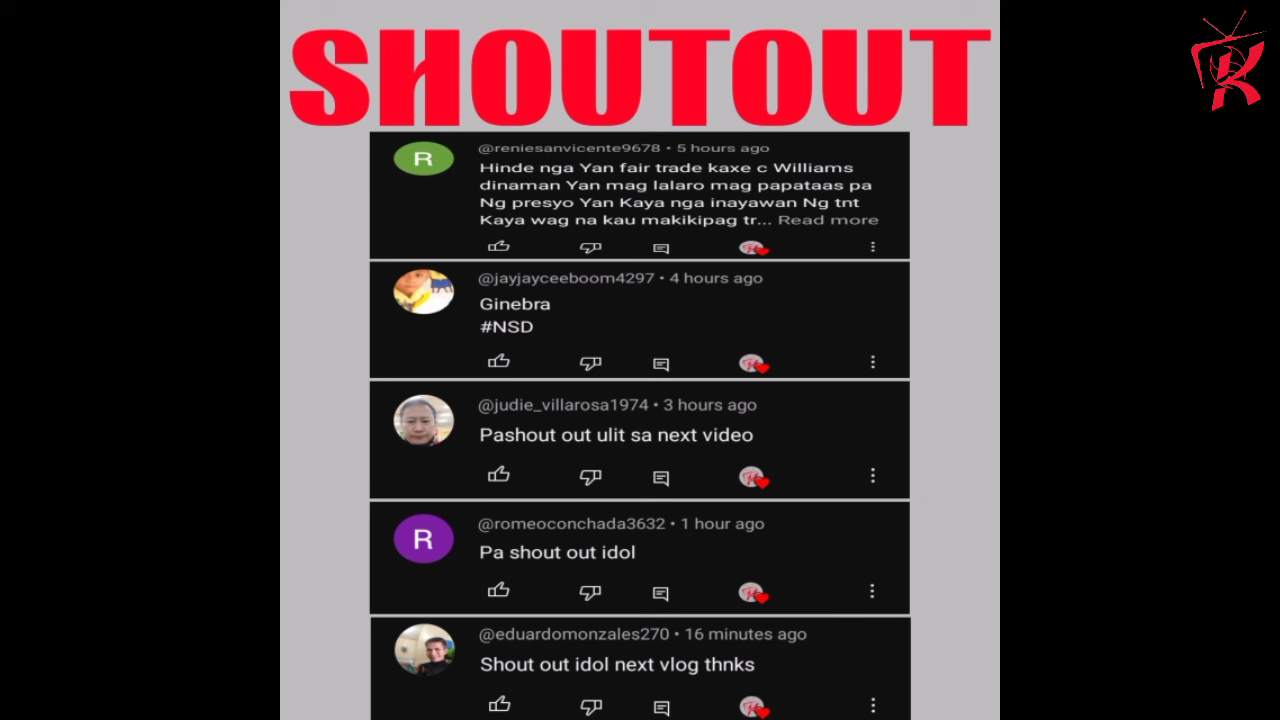 SHOUTOUT
R
@reniesanvicente9678 • 5 hours ago
Hinde nga Yan fair trade kaxe c Williams
dinaman Yan mag lalaro mag papataas pa
Ng presyo Yan Kaya nga inayawan Ng tnt
Kaya wag na kau makikipag tr... Read more
@jayjayceeboom4297 • 4 hours ago
Ginebra
#NSD
@judie_villarosa1974 • 3 hours ago
Pashout out ulit sa next video
R
@romeoconchada3632 • 1 hour ago
Pa shout out idol
@eduardomonzales270 • 16 minutes ago
Shout out idol next vlog thnks